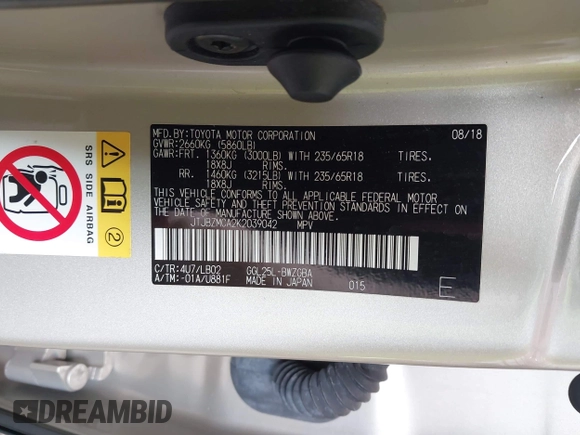 MFD.BY:TOYOTA MOTOR CORPORATION 08/18
GVWR:2660KG (5860LB)
GAWR:FRT. 1360KG (3000LB) WITH 235/65R18 TIRES.
18X8J RIMS.
RR. 1460KG (3215LB) WITH 235/65R18 TIRES.
18X8J RIMS.
THIS VEHICLE CONFORMS TO ALL APPLICABLE FEDERAL MOTOR
VEHICLE SAFETY AND THEFT PREVENTION STANDARDS IN EFFECT ON
THE DATE OF MANUFACTURE SHOWN ABOVE.
JTJBZMCA2K2039042 MPV
C/TR:4U7/LB02 GGL25L-BWZGBA
A/TM:-01A/U881F MADE IN JAPAN 015
E
SRS SIDE AIRBAG
2
DREAMBID